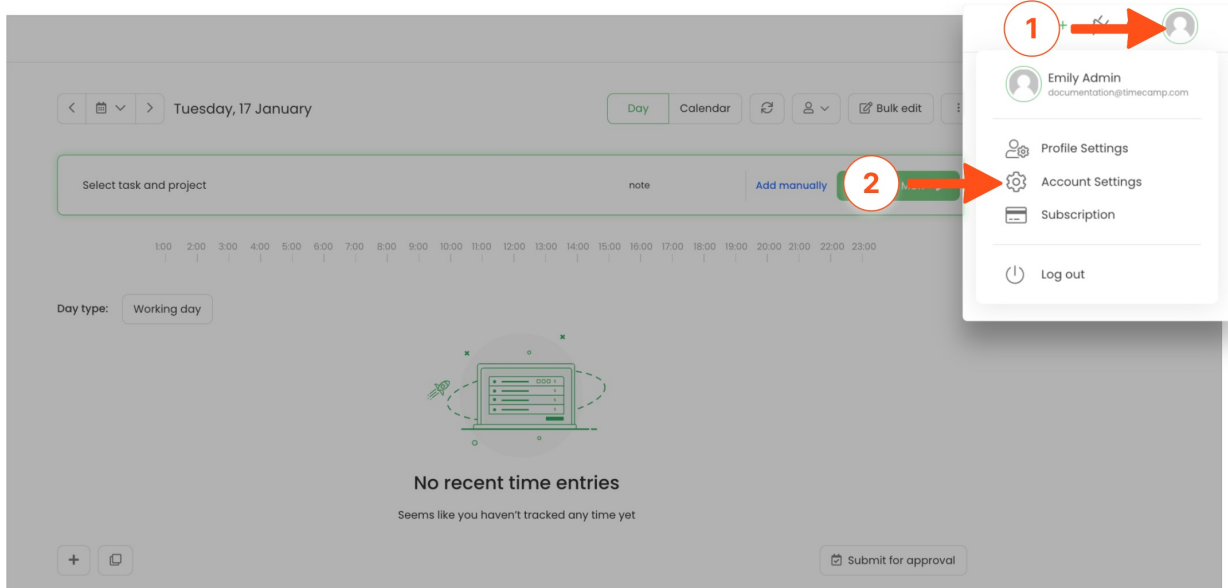 1
+
Emily Admin
documentation@timecamp.com
Tuesday, 17 January
Day
Calendar
Bulk edit
Profile Settings
Select task and project
note
Add manually
2
Account Settings
Subscription
1:00 2:00 3:00 4:00 5:00 6:00 7:00 8:00 9:00 10:00 11:00 12:00 13:00 14:00 15:00 16:00 17:00 18:00 19:00 20:00 21:00 22:00 23:00
Log out
Day type:
Working day
No recent time entries
Seems like you haven't tracked any time yet
+
Submit for approval